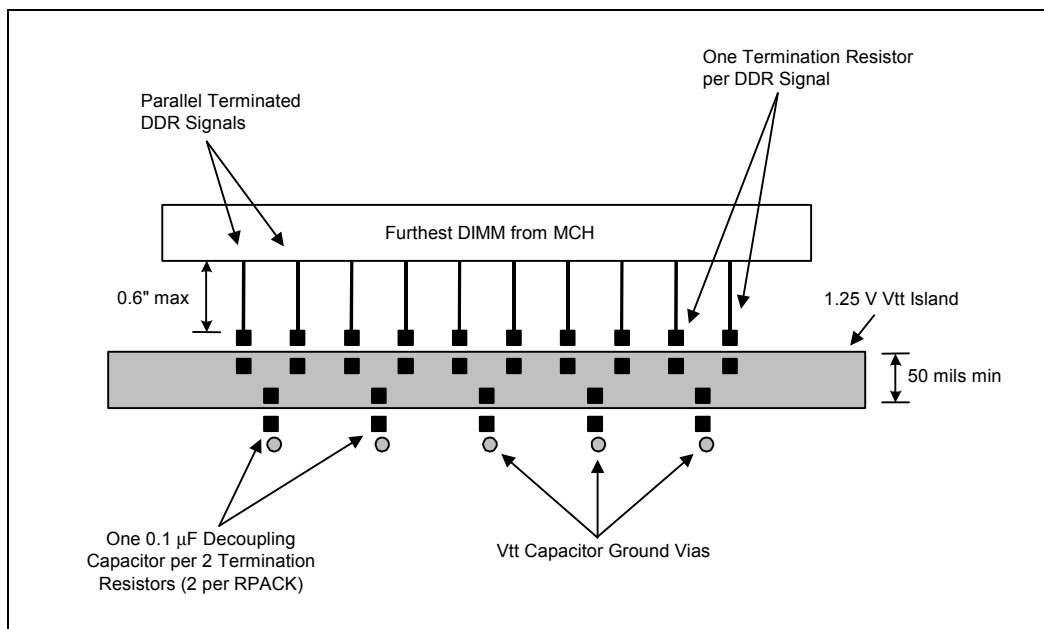 One Termination Resistor
per DDR Signal
Parallel Terminated
DDR Signals
Furthest DIMM from MCH
0.6" max
1.25 V Vtt Island
50 mils min
One 0.1 μF Decoupling
Capacitor per 2 Termination
Resistors (2 per RPACK)
Vtt Capacitor Ground Vias